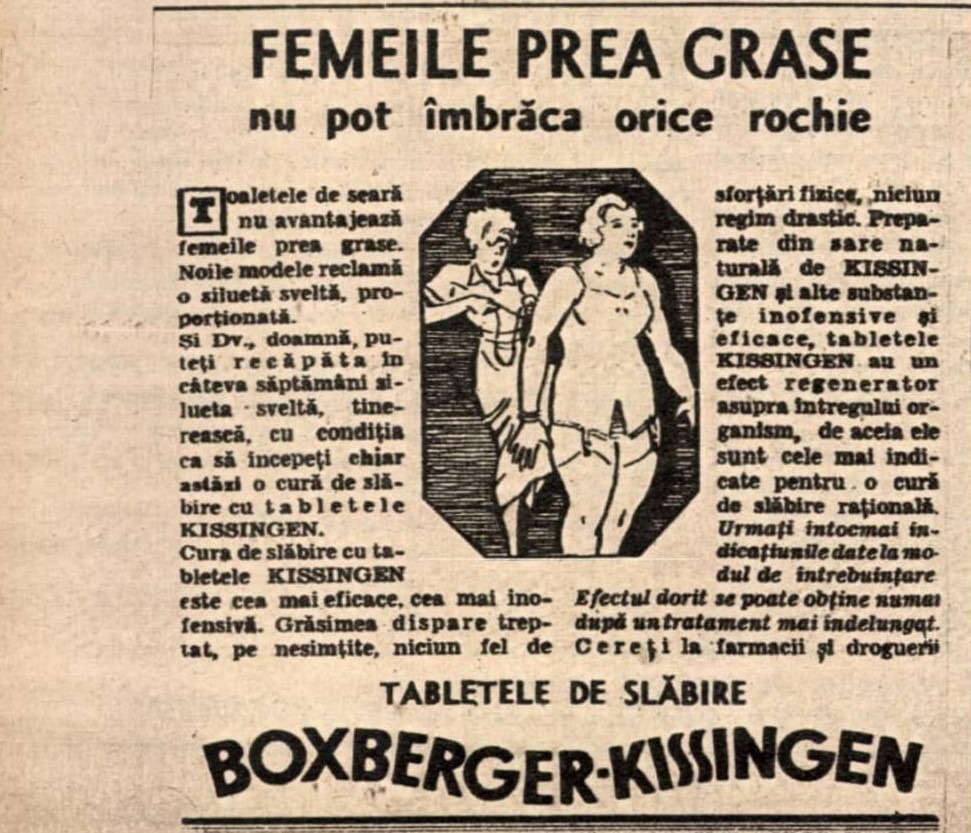 FEMEILE PREA GRASE
nu pot îmbrăca orice rochie
Toaletele de seară
nu avantajează
femeile prea grase.
Noile modele reclamă
o siluetă sveltă, pro-
porționată.
Și Dv., doamnă, pu-
teți recăpăta în
câteva săptămâni si-
lueta sveltă, tine-
rească, cu condiția
ca să începeți chiar
astăzi o cură de slă-
bire cu tabletele
KISSINGEN.
Cura de slăbire cu ta-
bletele KISSINGEN
este cea mai eficace, cea mai ino-
fensivă. Grăsimea dispare trep-
tat, pe nesimțite, niciun fel de
sforțări fizice, niciun
regim drastic. Prepa-
rate din sare na-
turală de KISSIN-
GEN și alte substan-
țe inofensive și
eficace, tabletele
KISSINGEN au un
efect regenerator
asupra întregului or-
ganism, de aceia ele
sunt cele mai indi-
cate pentru o cură
de slăbire rațională.
Urmați intocmai in-
dicațiunile date la mo-
dul de intrebuințare
Efectul dorit se poate obține numai
după un tratament mai indelungat.
Cereți la farmacii și droguerii
TABLETELE DE SLĂBIRE
BOXBERGER-KISSINGEN